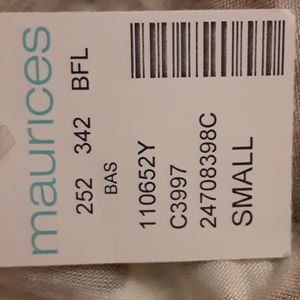 maurices
252 342 BFL
BAS
110652Y
C3997
24708398C
SMALL